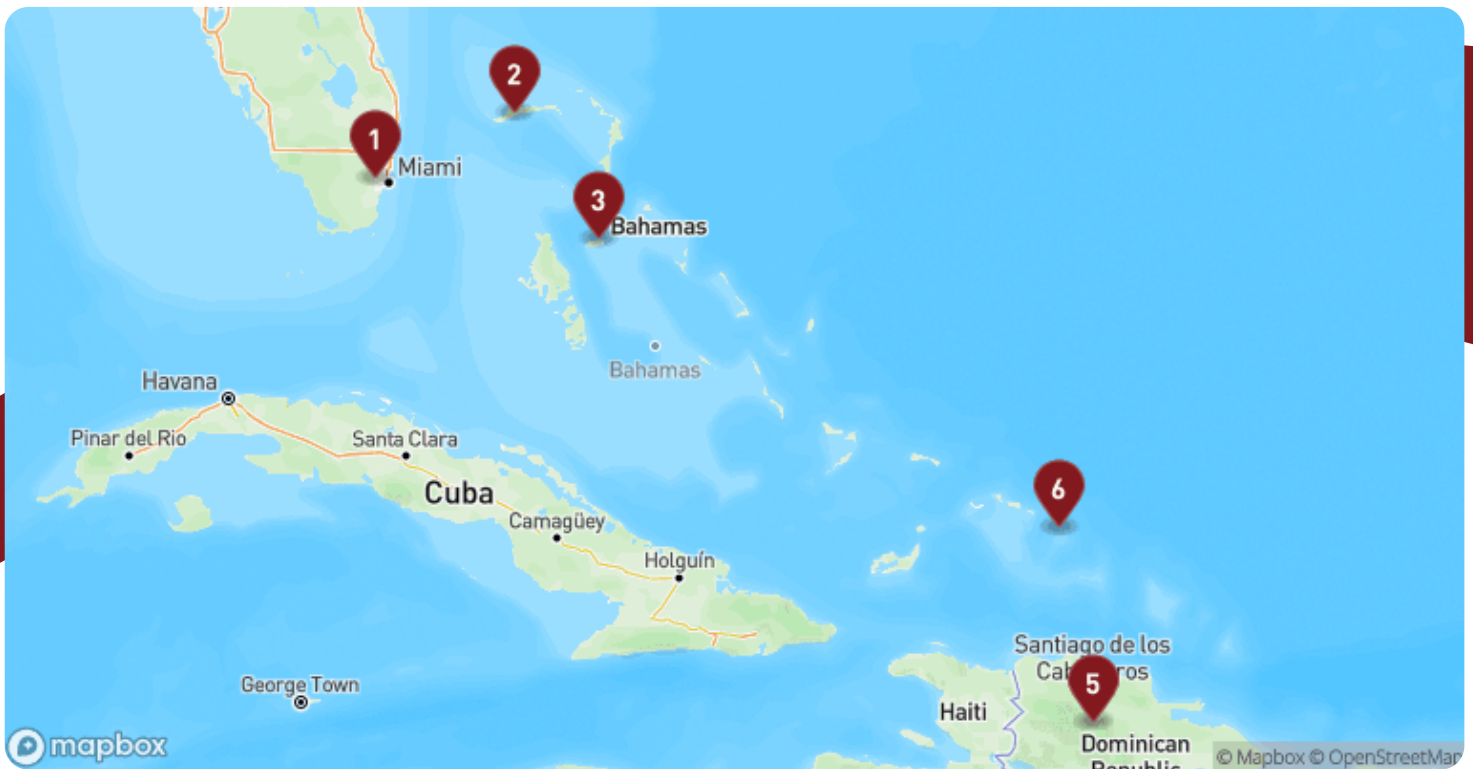 2
1
Miami
3
Bahamas
Bahamas
Havana
Pinar del Rio
Santa Clara
Cuba
6
Camagüey
Holguín
Santiago de los
5
George Town
Haiti
Dominican
Republic
mapbox
© Mapbox © OpenStreetMap